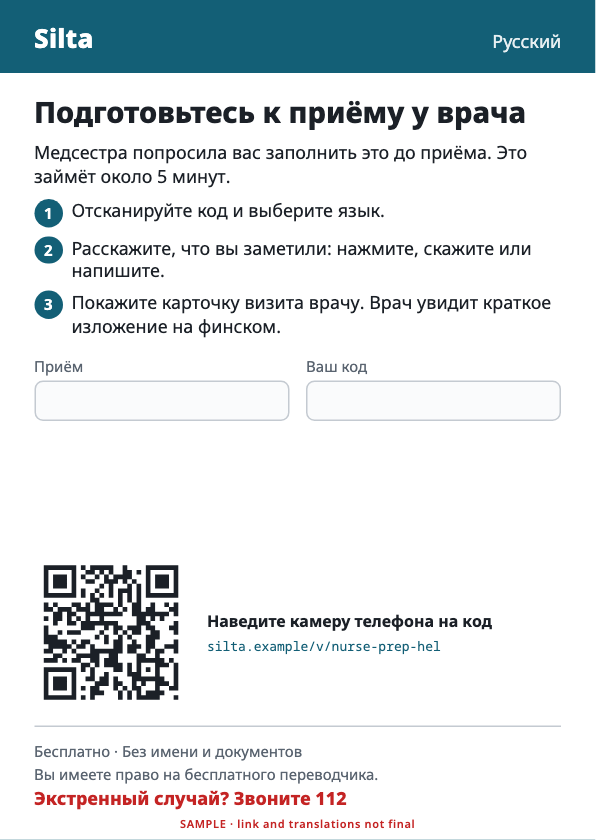 Silta
Русский
Подготовьтесь к приёму у врача
Медсестра попросила вас заполнить это до приёма. Это
займёт около 5 минут.
1 Отсканируйте код и выберите язык.
2 Расскажите, что вы заметили: нажмите, скажите или
напишите.
3 Покажите карточку визита врачу. Врач увидит краткое
изложение на финском.
Приём
Ваш код
Наведите камеру телефона на код
silta.example/v/nurse-prep-hel
Бесплатно · Без имени и документов
Вы имеете право на бесплатного переводчика.
Экстренный случай? Звоните 112
SAMPLE · link and translations not final